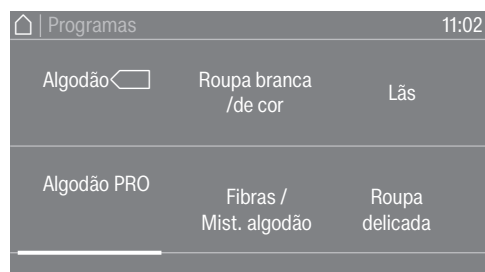 | Programas 11:02
Algodão Roupa branca
/de cor Lãs
Algodão PRO
Fibras /
Mist. algodão Roupa
delicada